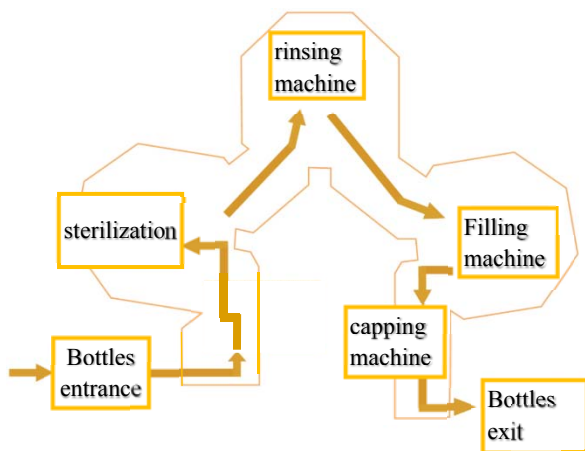 rinsing
machine
sterilization
Filling
machine
Bottles
entrance
capping
machine
Bottles
exit